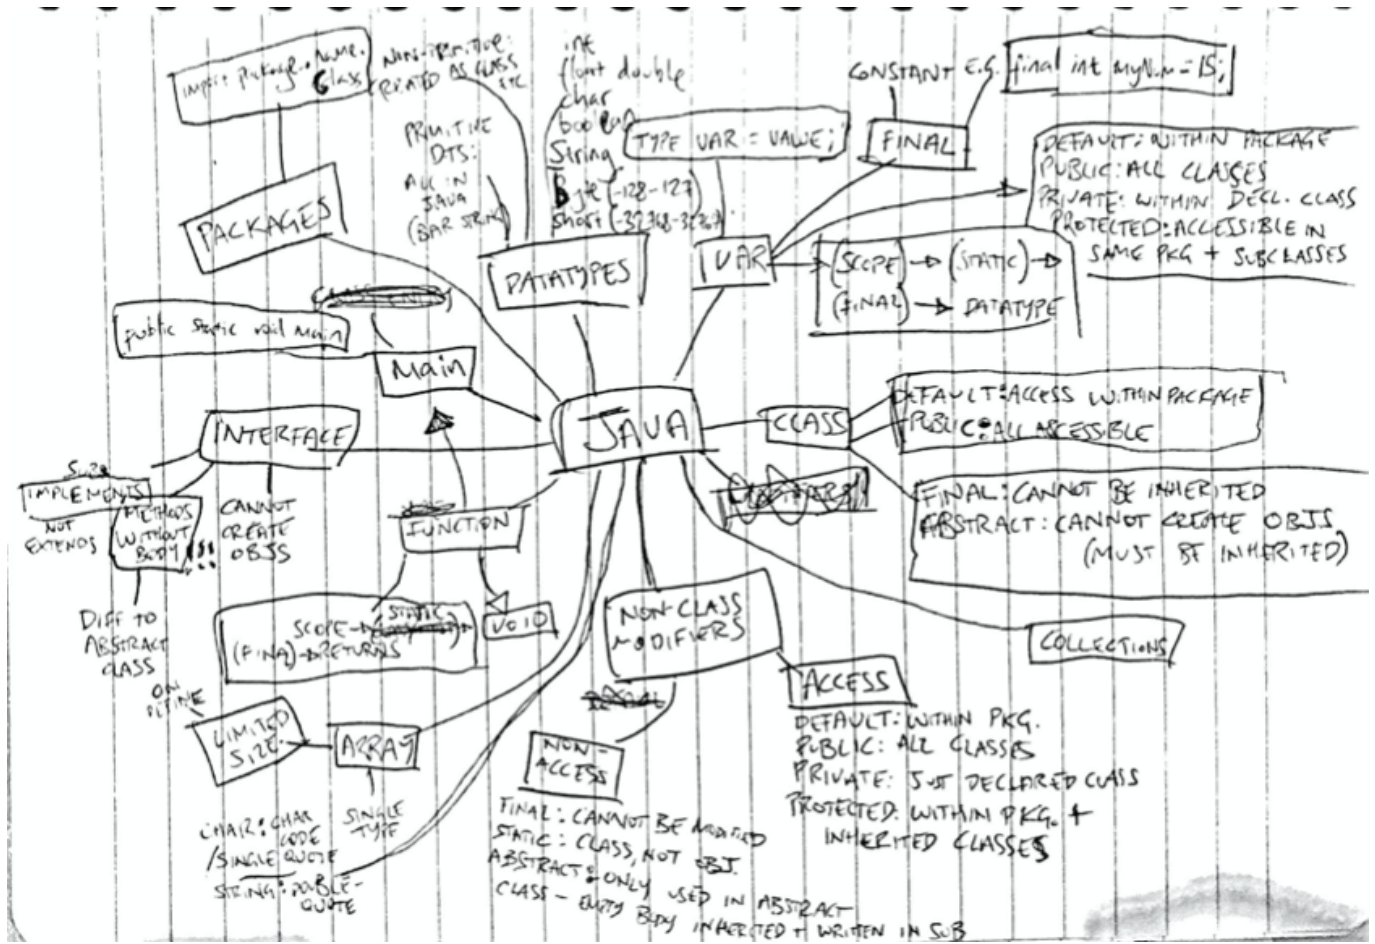 import package.name.
Class
PACKAGES
NON-PRIMITIVE:
CREATED AS CLASS
ETC
PRIMITIVE
DTS:
ALL IN
JAVA
(BAR STRING)
int
float double
char
boolean
String
Byte (-128-127)
short (-32768-32767)
DATATYPES
TYPE VAR = VALUE;
VAR
CONSTANT E.G.
final int myNum = 15;
FINAL
DEFAULT: WITHIN PACKAGE
PUBLIC: ALL CLASSES
PRIVATE: WITHIN DECL. CLASS
PROTECTED: ACCESSIBLE IN
SAME PKG + SUBCLASSES
(SCOPE) → (STATIC) →
(FINAL) → DATATYPE
public static void main
Main
JAVA
CLASS
DEFAULT: ACCESS WITHIN PACKAGE
PUBLIC: ALL ACCESSIBLE
FINAL: CANNOT BE INHERITED
ABSTRACT: CANNOT CREATE OBJS
(MUST BE INHERITED)
INTERFACE
IMPLEMENTS
NOT
EXTENDS
METHODS
WITHOUT
BODY!!!
CANNOT
CREATE
OBJS
DIFF TO
ABSTRACT
CLASS
FUNCTION
SCOPE → (STATIC)
(FINAL) → RETURNS
VOID
NON-CLASS
MODIFIERS
COLLECTIONS
ACCESS
DEFAULT: WITHIN PKG.
PUBLIC: ALL CLASSES
PRIVATE: JUST DECLARED CLASS
PROTECTED: WITHIN PKG. +
INHERITED CLASSES
NON-
ACCESS
FINAL: CANNOT BE MODIFIED
STATIC: CLASS, NOT OBJ.
ABSTRACT: ONLY USED IN ABSTRACT
CLASS - EMPTY BODY INHERITED + WRITTEN IN SUB
ON
DEFINE
LIMITED
SIZE
ARRAY
SINGLE
TYPE
CHAR: CHAR
CODE
/SINGLE QUOTE
STRING: DOUBLE-
QUOTE